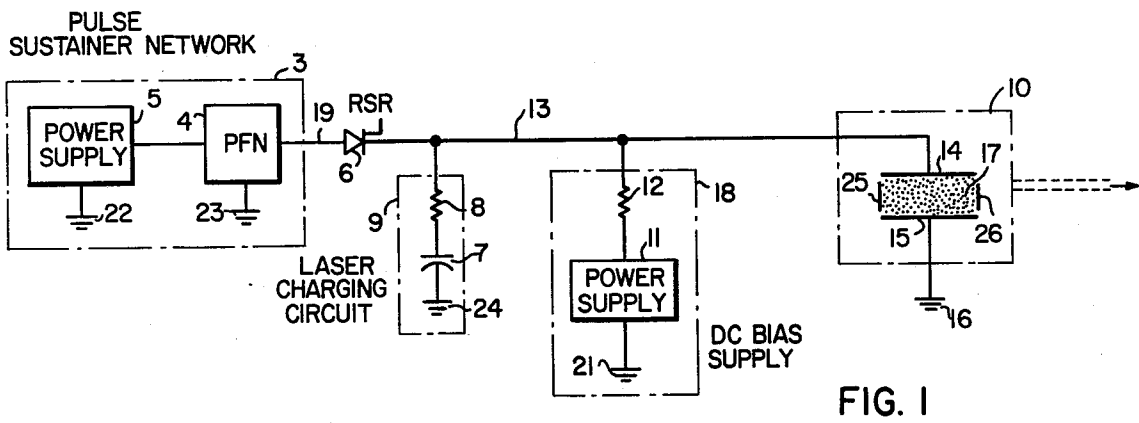 PULSE
SUSTAINER NETWORK
3
5
4
POWER
SUPPLY
PFN
19
RSR
6
13
10
22
23
9
8
7
24
LASER
CHARGING
CIRCUIT
12
18
11
POWER
SUPPLY
21
DC BIAS
SUPPLY
14
17
25
15
26
16
FIG. 1